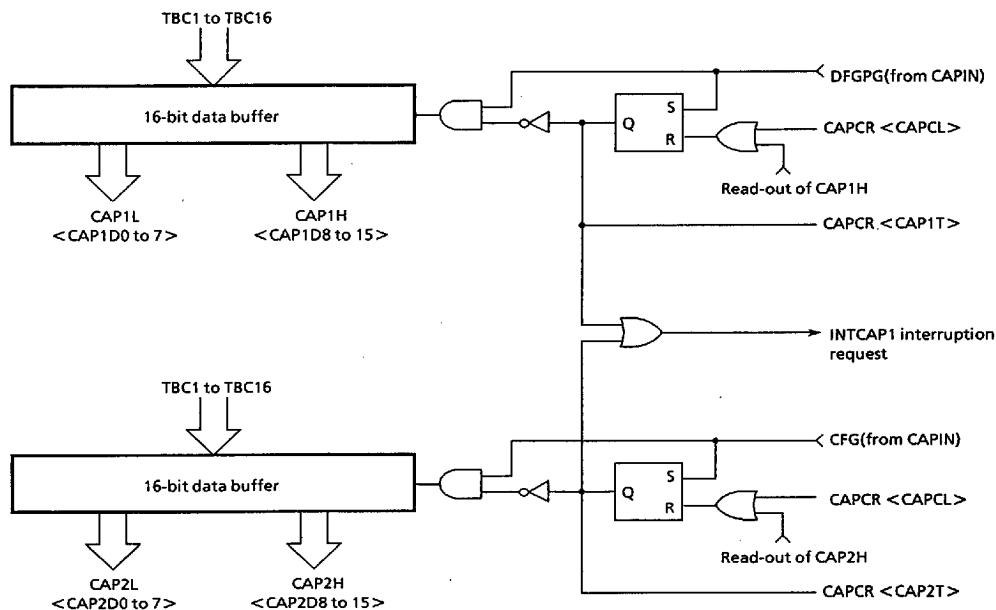 TBC1 to TBC16
DFGPG(from CAPIN)
16-bit data buffer
Q
S
R
CAPCR <CAPCL>
Read-out of CAP1H
CAP1L
<CAP1D0 to 7>
CAP1H
<CAP1D8 to 15>
CAPCR <CAP1T>
INTCAP1 interruption
request
TBC1 to TBC16
CFG(from CAPIN)
16-bit data buffer
Q
S
R
CAPCR <CAPCL>
Read-out of CAP2H
CAP2L
<CAP2D0 to 7>
CAP2H
<CAP2D8 to 15>
CAPCR <CAP2T>